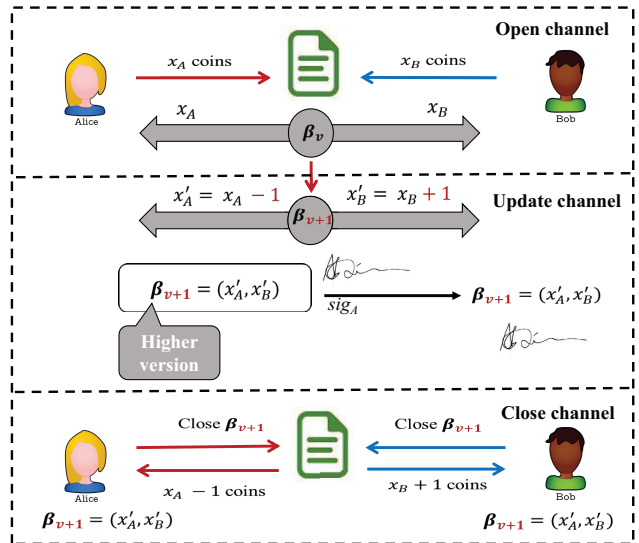 Open channel
x_A coins
x_B coins
Alice
Bob
x_A
x_B
β_v
x′_A = x_A − 1
x′_B = x_B + 1
β_{v+1}
Update channel
β_{v+1} = (x′_A, x′_B)
sig_A
β_{v+1} = (x′_A, x′_B)
Higher
version
Close channel
Close β_{v+1}
Close β_{v+1}
x_A − 1 coins
x_B + 1 coins
Alice
Bob
β_{v+1} = (x′_A, x′_B)
β_{v+1} = (x′_A, x′_B)